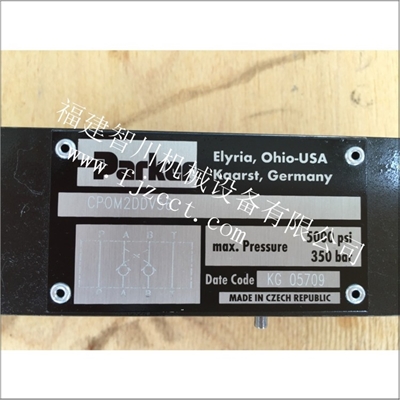 Parker
Elyria, Ohio-USA
Kaarst, Germany
max. Pressure
5000 psi
350 bar
Date Code
KG 05709
MADE IN CZECH REPUBLIC
福建智川机械设备有限公司
www.fjzcct.com